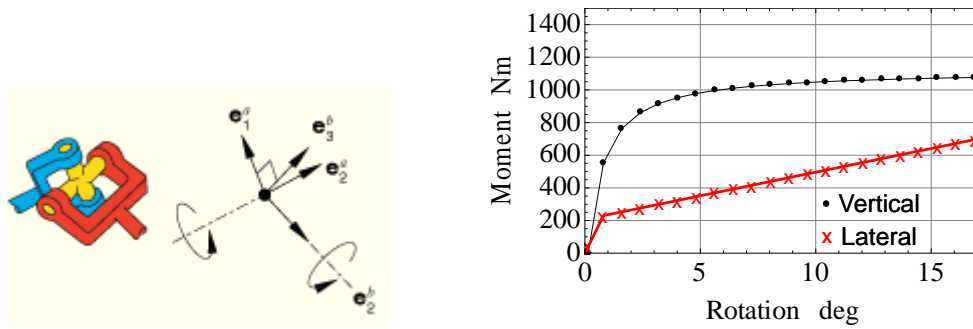 e₁ᵃ
e₃ᵇ
e₂ᵃ
e₂ᵇ
Moment Nm
1400
1200
1000
800
600
400
200
0
Vertical
Lateral
0 5 10 15
Rotation deg